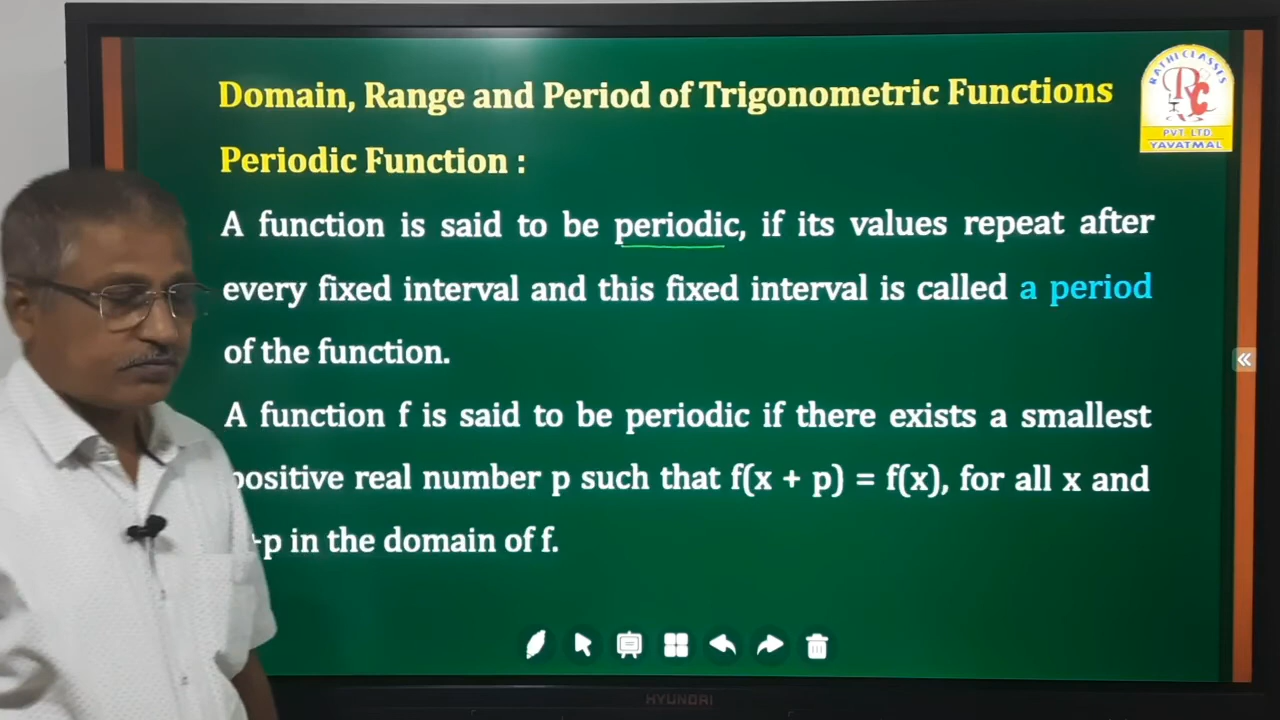 Domain, Range and Period of Trigonometric Functions
Periodic Function :
A function is said to be periodic, if its values repeat after
every fixed interval and this fixed interval is called a period
of the function.
A function f is said to be periodic if there exists a smallest
positive real number p such that f(x + p) = f(x), for all x and
+p in the domain of f.
RATHI CLASSES
PVT. LTD.
YAVATMAL
HYUNDAI